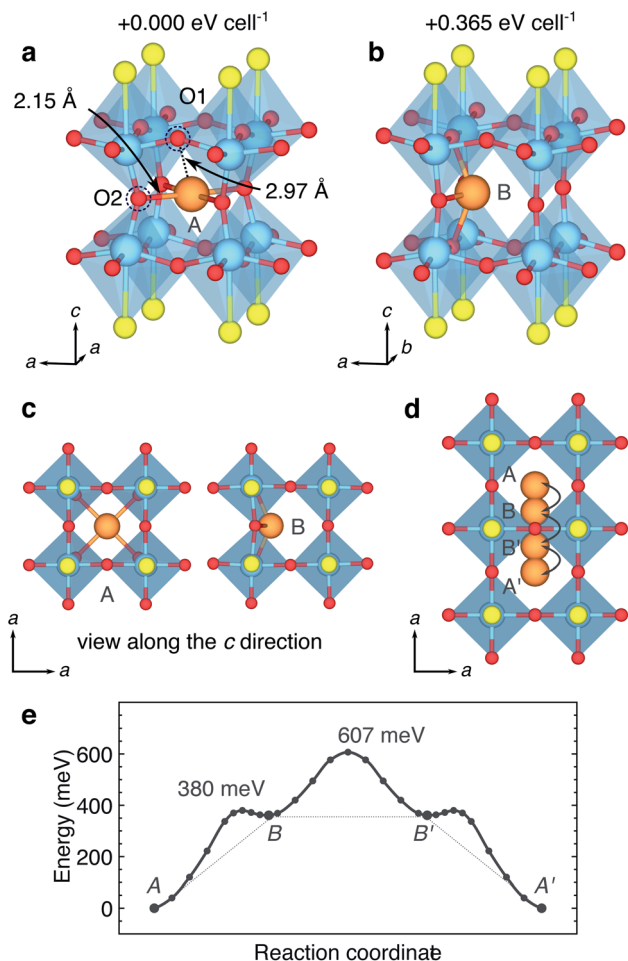 +0.000 eV cell⁻¹
+0.365 eV cell⁻¹
a
b
2.15 Å
O1
O2
2.97 Å
A
B
c
a
a
c
b
a
c
d
A
B
B'
A'
B
A
a
a
view along the c direction
a
a
e
607 meV
380 meV
Energy (meV)
600
400
200
0
A
B
B'
A'
Reaction coordinate